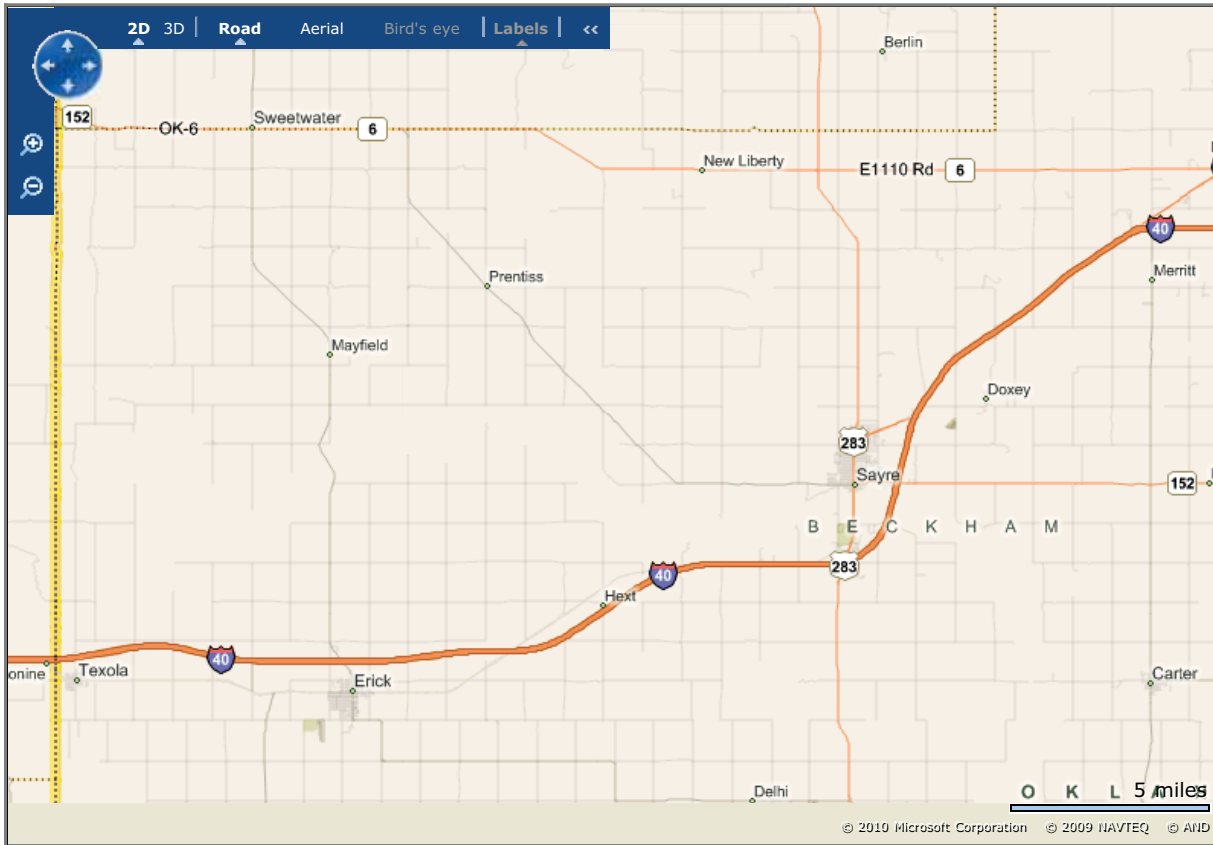 2D 3D Road Aerial Bird's eye Labels <<
Berlin
152
OK-6
Sweetwater
6
New Liberty
E1110 Rd
6
40
Merritt
Prentiss
Mayfield
Doxey
283
Sayre
152
B E C K H A M
283
40
Hext
40
onine
Texola
Erick
Carter
Delhi
O K L A
5 miles
© 2010 Microsoft Corporation © 2009 NAVTEQ © AND